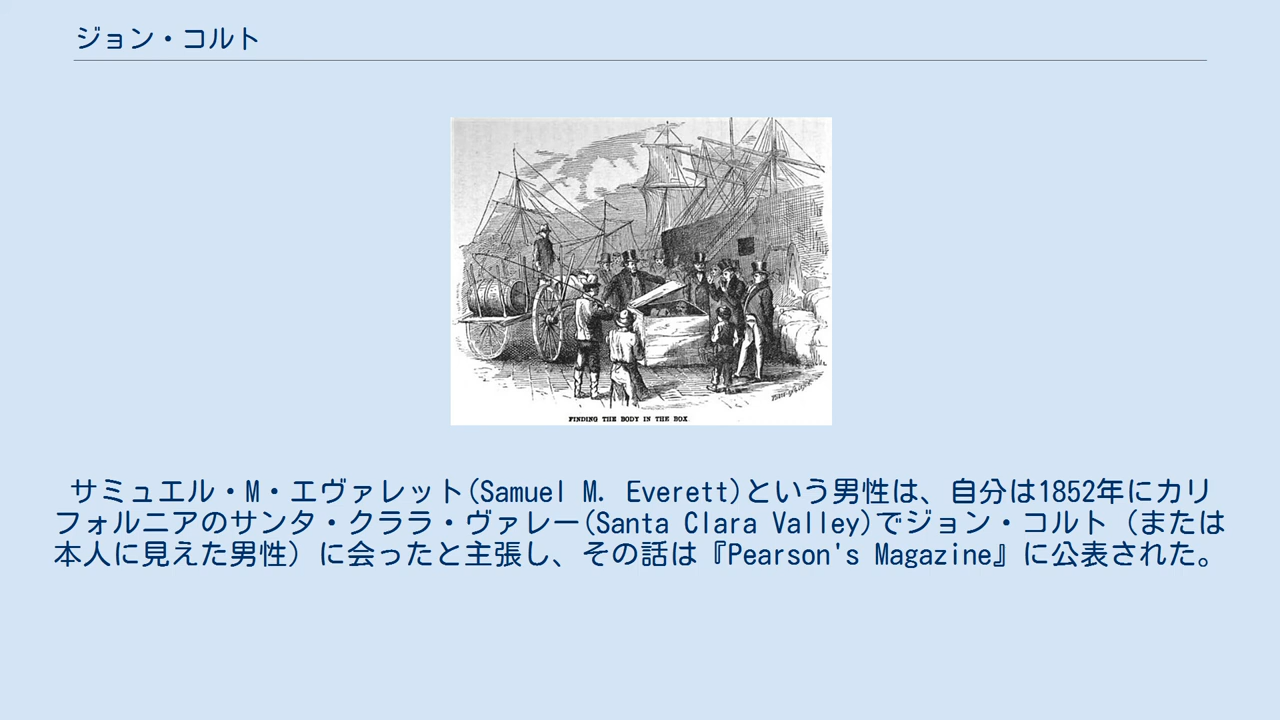 ジョン・コルト
FINDING THE BODY IN THE BOX
サミュエル・M・エヴァレット(Samuel M. Everett)という男性は、自分は1852年にカリ
フォルニアのサンタ・クララ・ヴァレー(Santa Clara Valley)でジョン・コルト（または
本人に見えた男性）に会ったと主張し、その話は『Pearson's Magazine』に公表された。